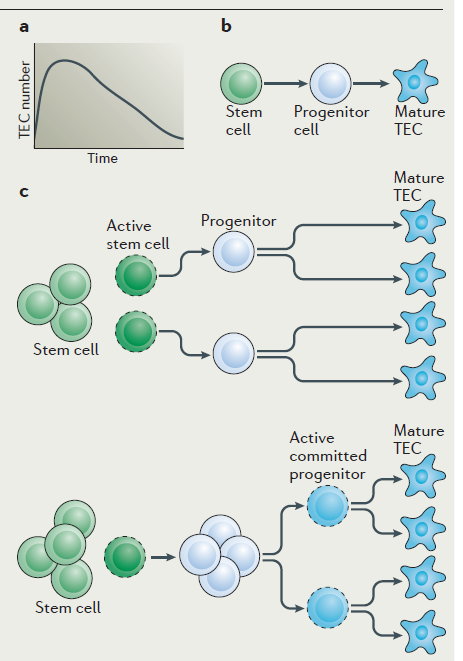 a
TEC number
Time
b
Stem
cell
Progenitor
cell
Mature
TEC
c
Active
stem cell
Progenitor
Mature
TEC
Stem cell
Active
committed
progenitor
Mature
TEC
Stem cell